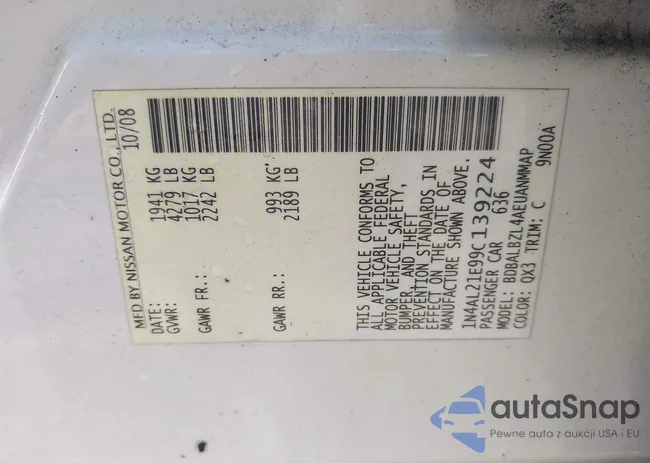 MFD BY NISSAN MOTOR CO., LTD.
DATE: 10/08
GVWR: 1941 KG
4279 LB
GAWR FR.: 1017 KG
2242 LB
GAWR RR.: 993 KG
2189 LB
THIS VEHICLE CONFORMS TO
ALL APPLICABLE FEDERAL
MOTOR VEHICLE SAFETY,
BUMPER, AND THEFT
PREVENTION STANDARDS IN
EFFECT ON THE DATE OF
MANUFACTURE SHOWN ABOVE.
1N4AL21E99C139224
PASSENGER CAR 636
MODEL: BDBALBZL4AEUANMMAP
COLOR: QX3 TRIM: C 9N00A
autoSnap
Pewne auta z aukcji USA i EU